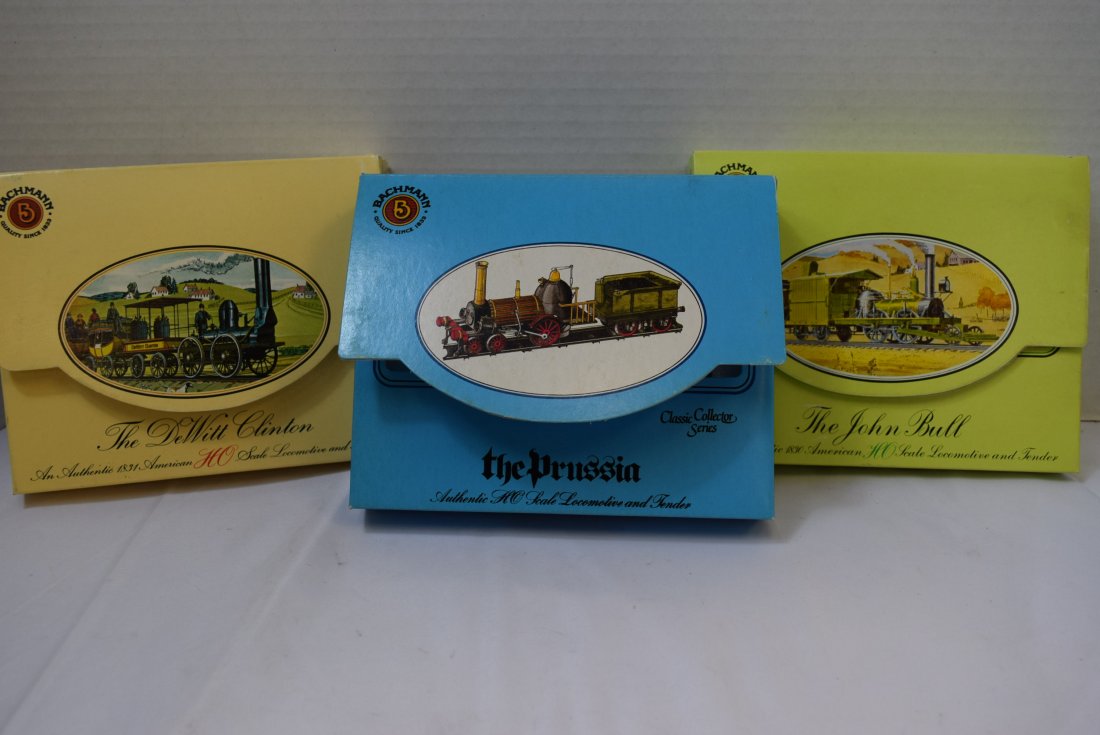 BACHMANN
B
QUALITY SINCE 1833
The DeWitt Clinton
An Authentic 1831 American HO Scale Locomotive and
BACHMANN
B
QUALITY SINCE 1833
Classic Collector
Series
the Prussia
Authentic HO Scale Locomotive and Tender
BACHMANN
The John Bull
1830 American HO Scale Locomotive and Tender